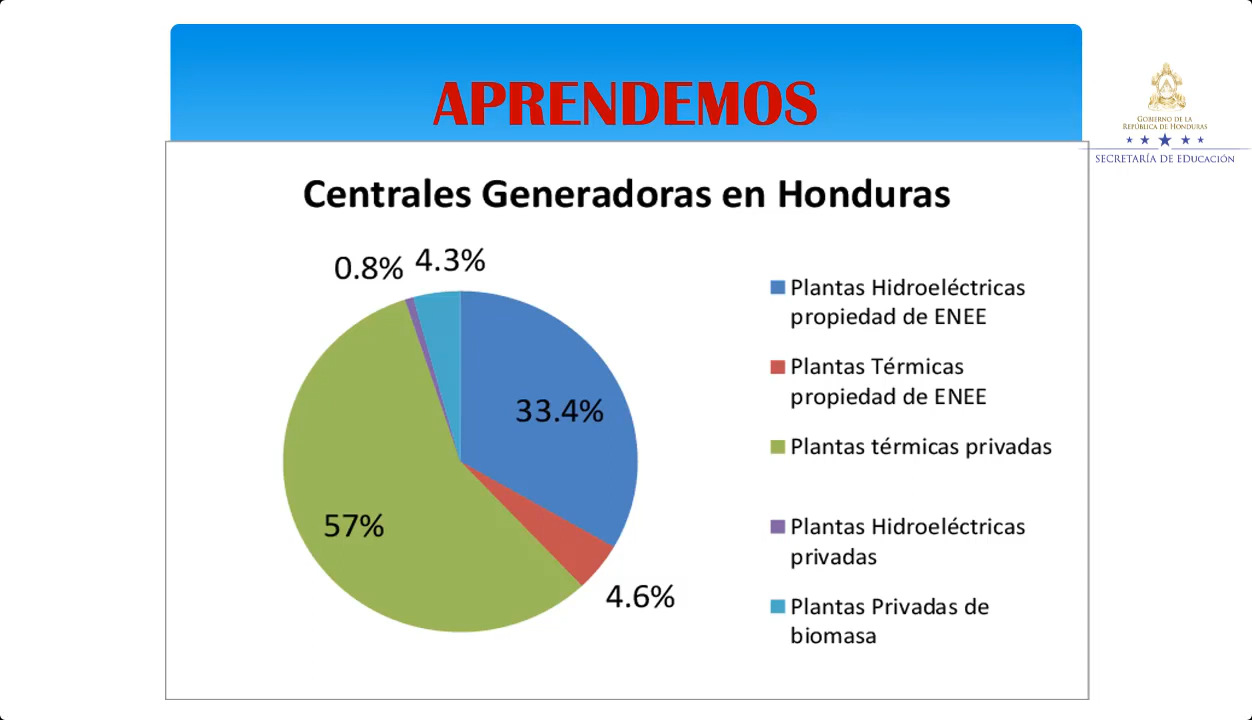 APRENDEMOS
GOBIERNO DE LA
REPÚBLICA DE HONDURAS
SECRETARÍA DE EDUCACIÓN
Centrales Generadoras en Honduras
0.8%
4.3%
33.4%
57%
4.6%
Plantas Hidroeléctricas
propiedad de ENEE
Plantas Térmicas
propiedad de ENEE
Plantas térmicas privadas
Plantas Hidroeléctricas
privadas
Plantas Privadas de
biomasa